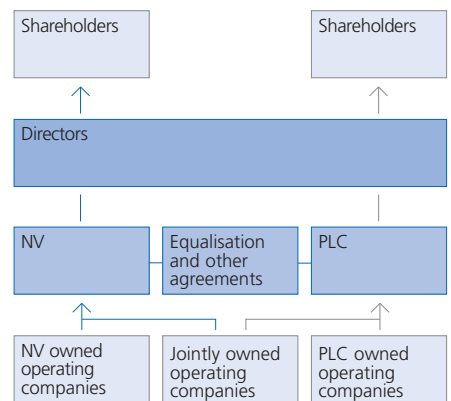 Shareholders
Shareholders
Directors
NV
Equalisation
and other
agreements
PLC
NV owned
operating
companies
Jointly owned
operating
companies
PLC owned
operating
companies